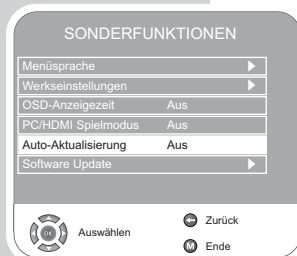 SONDERFUNKTIONEN
Menüsprache
Werkseinstellungen
OSD-Anzeigezeit Aus
PC/HDMI Spielmodus Aus
Auto-Aktualisierung Aus
Software Update
OK Auswählen
Zurück
M Ende